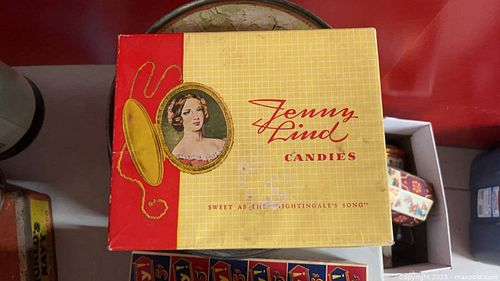 Jenny
Lind
CANDIES
SWEET AS THE "NIGHTINGALE'S SONG"
Copyright © 2025 - maxsold.com